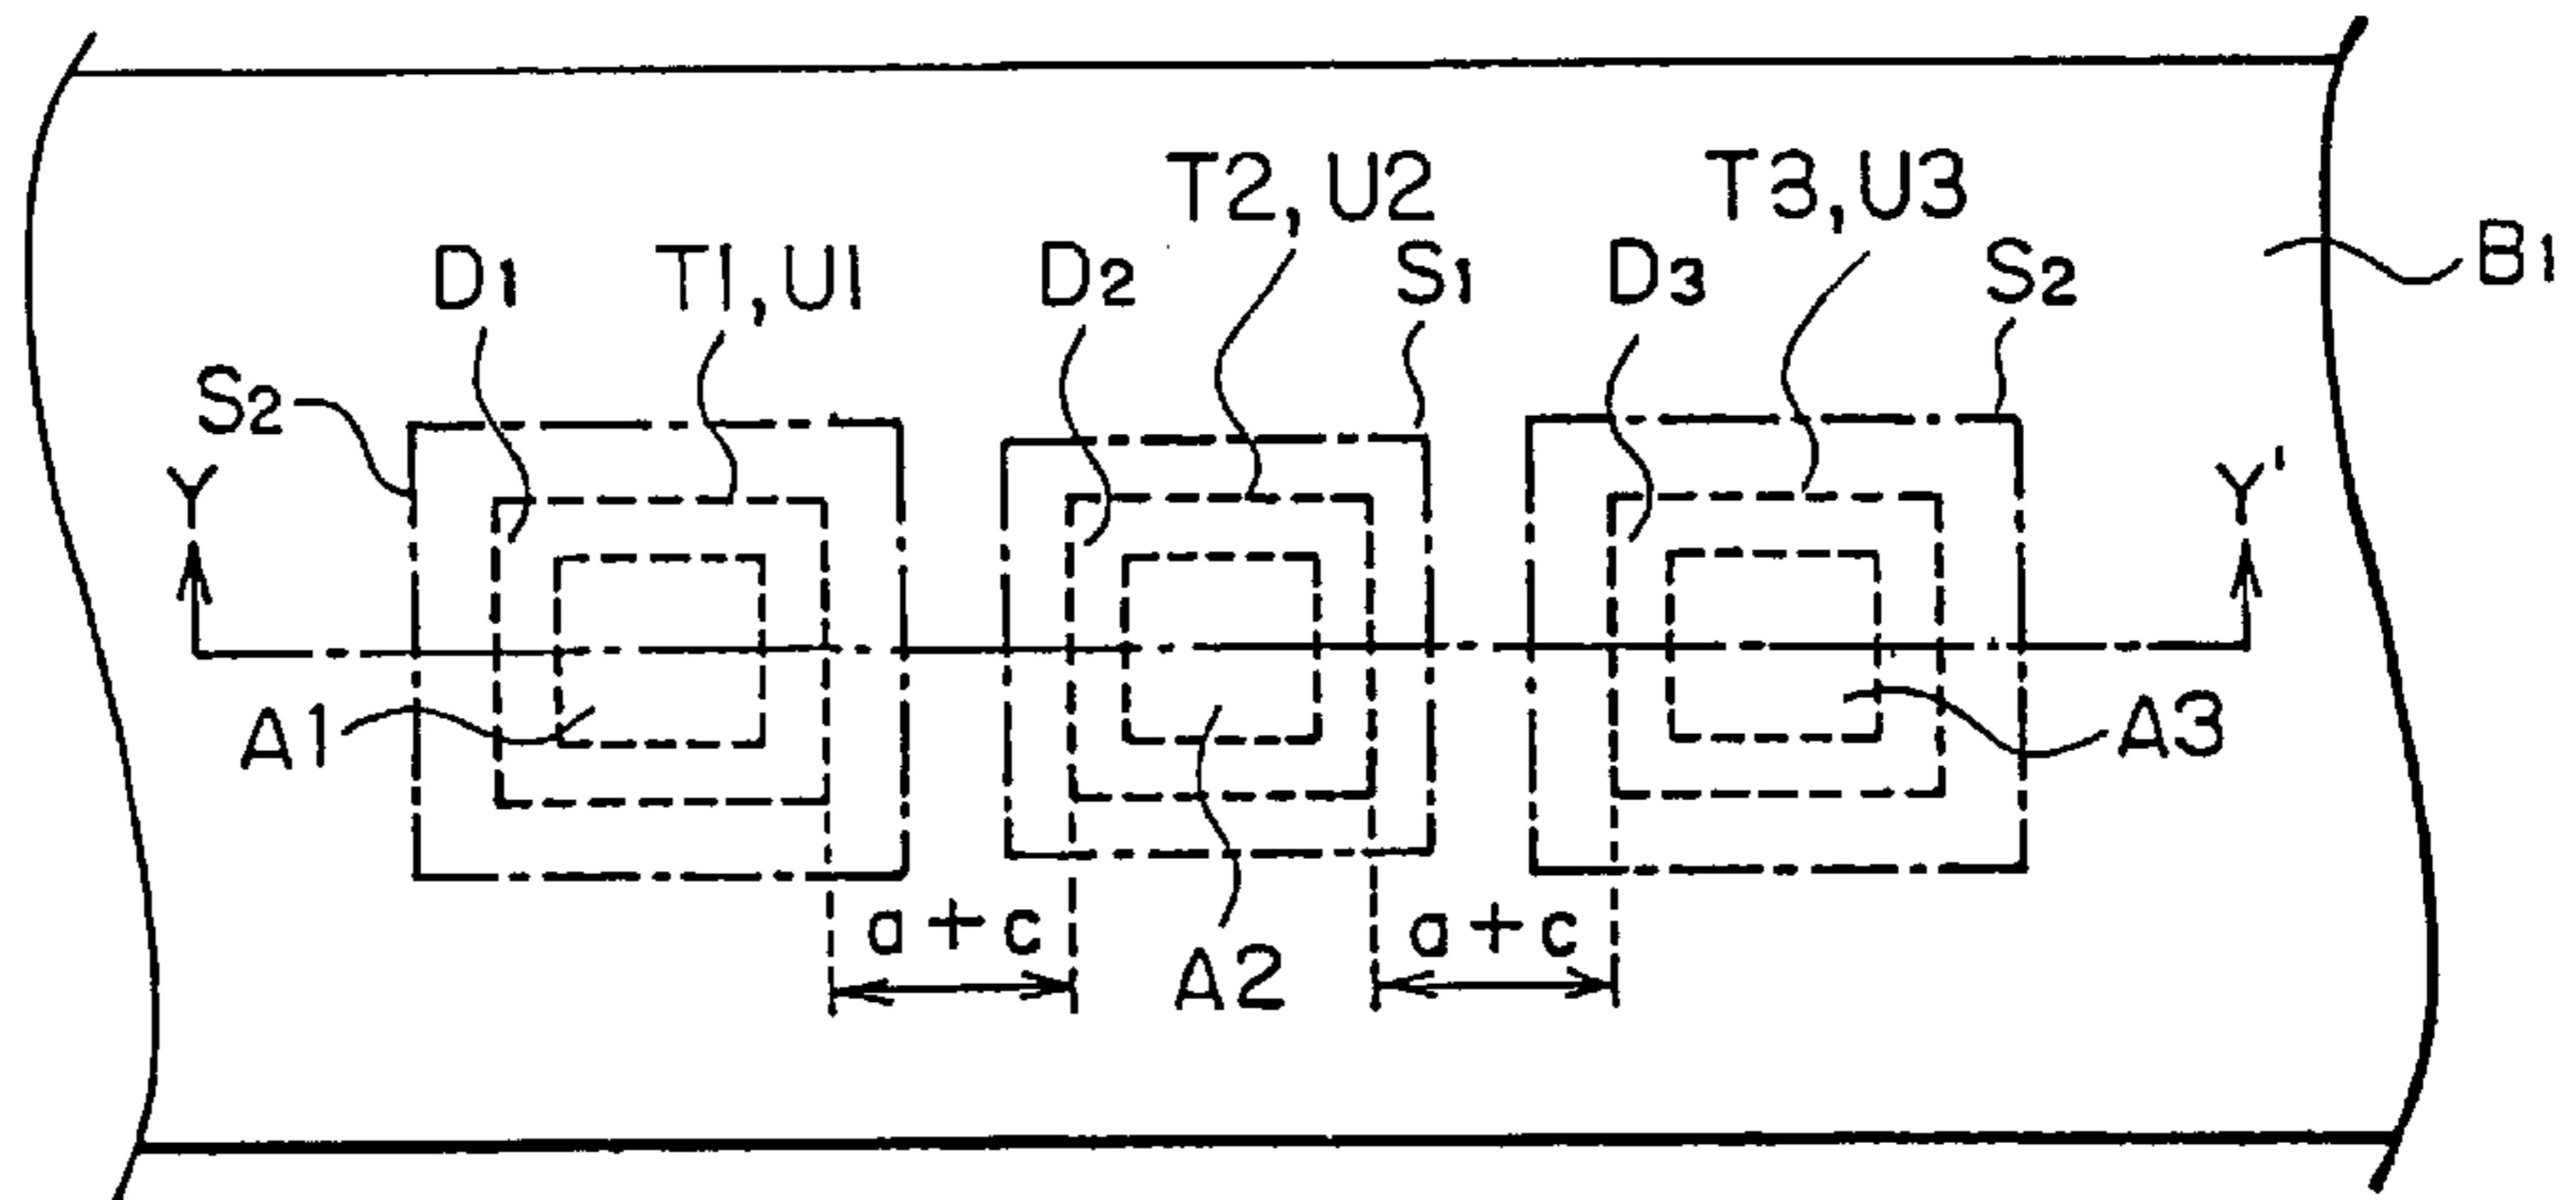 T2, U2 T3, U3
D1 T1, U1 D2 S1 D3 S2 B1
S2
Y Y'
A1 A3
a+c a+c
A2